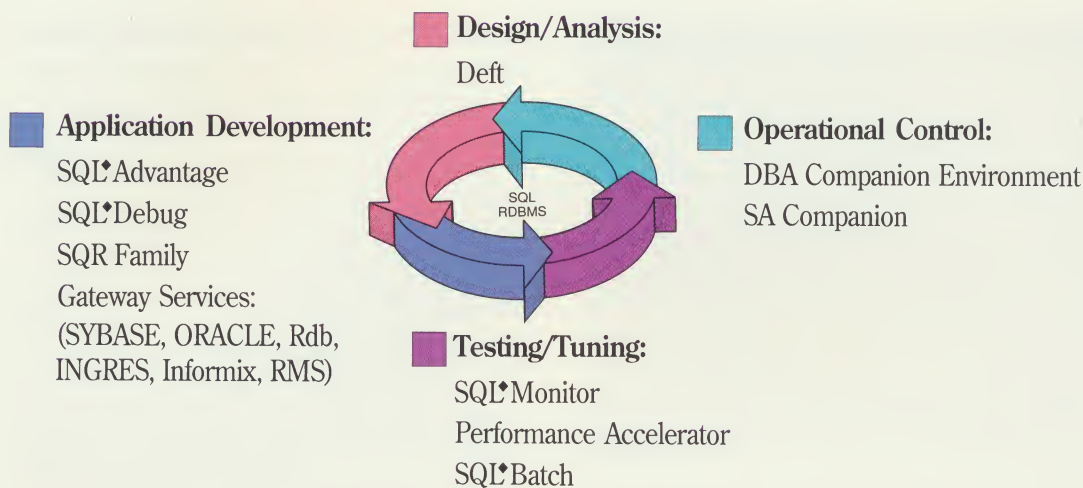 Design/Analysis:
Deft
Application Development:
SQL♦Advantage
SQL♦Debug
SQR Family
Gateway Services:
(SYBASE, ORACLE, Rdb,
INGRES, Informix, RMS)
SQL
RDBMS
Operational Control:
DBA Companion Environment
SA Companion
Testing/Tuning:
SQL♦Monitor
Performance Accelerator
SQL♦Batch